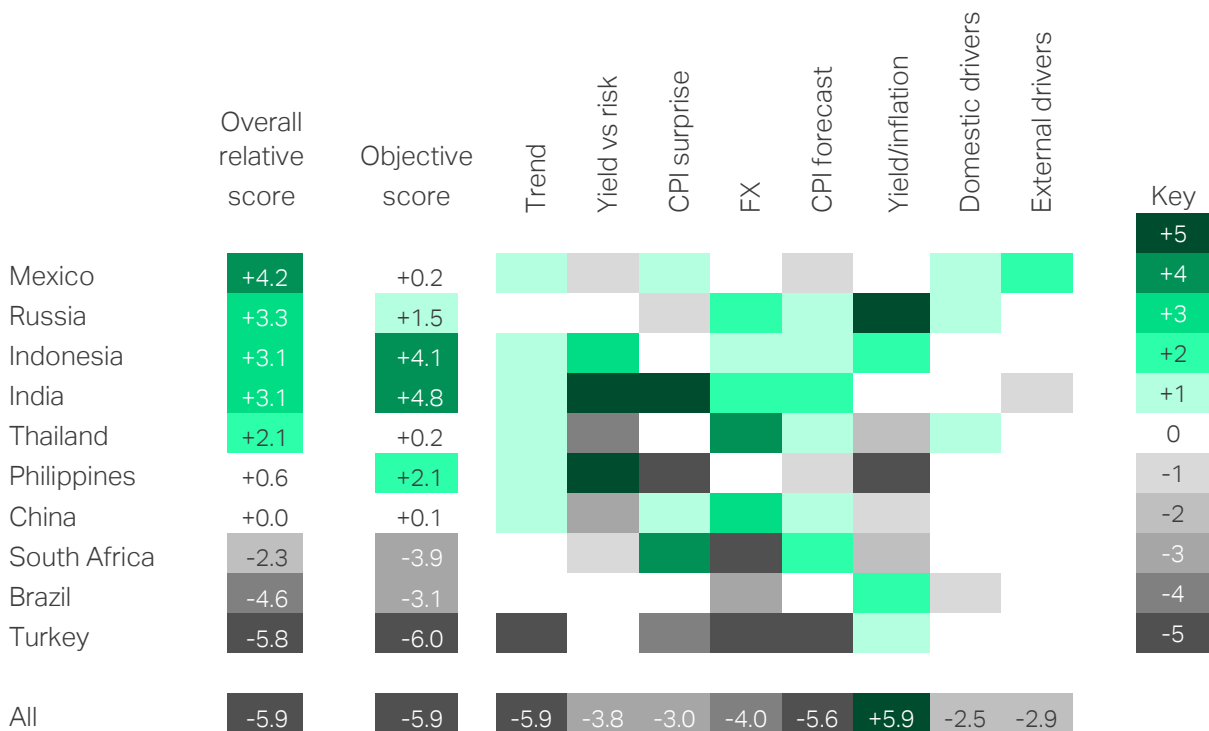 Overall relative score
Objective score
Trend
Yield vs risk
CPI surprise
FX
CPI forecast
Yield/inflation
Domestic drivers
External drivers
Key
+5
Mexico +4.2 +0.2 +4
Russia +3.3 +1.5 +3
Indonesia +3.1 +4.1 +2
India +3.1 +4.8 +1
Thailand +2.1 +0.2 0
Philippines +0.6 +2.1 -1
China +0.0 +0.1 -2
South Africa -2.3 -3.9 -3
Brazil -4.6 -3.1 -4
Turkey -5.8 -6.0 -5
All -5.9 -5.9 -5.9 -3.8 -3.0 -4.0 -5.6 +5.9 -2.5 -2.9